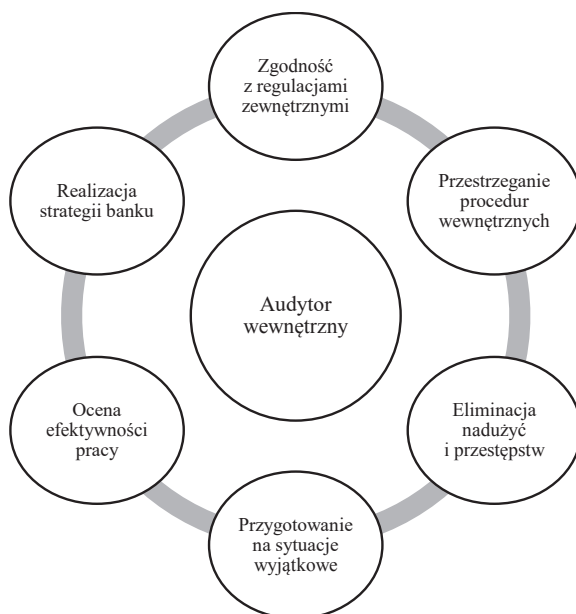 Zgodność
z regulacjami
zewnętrznymi
Przestrzeganie
procedur
wewnętrznych
Eliminacja
nadużyć
i przestępstw
Przygotowanie
na sytuacje
wyjątkowe
Ocena
efektywności
pracy
Realizacja
strategii banku
Audytor
wewnętrzny